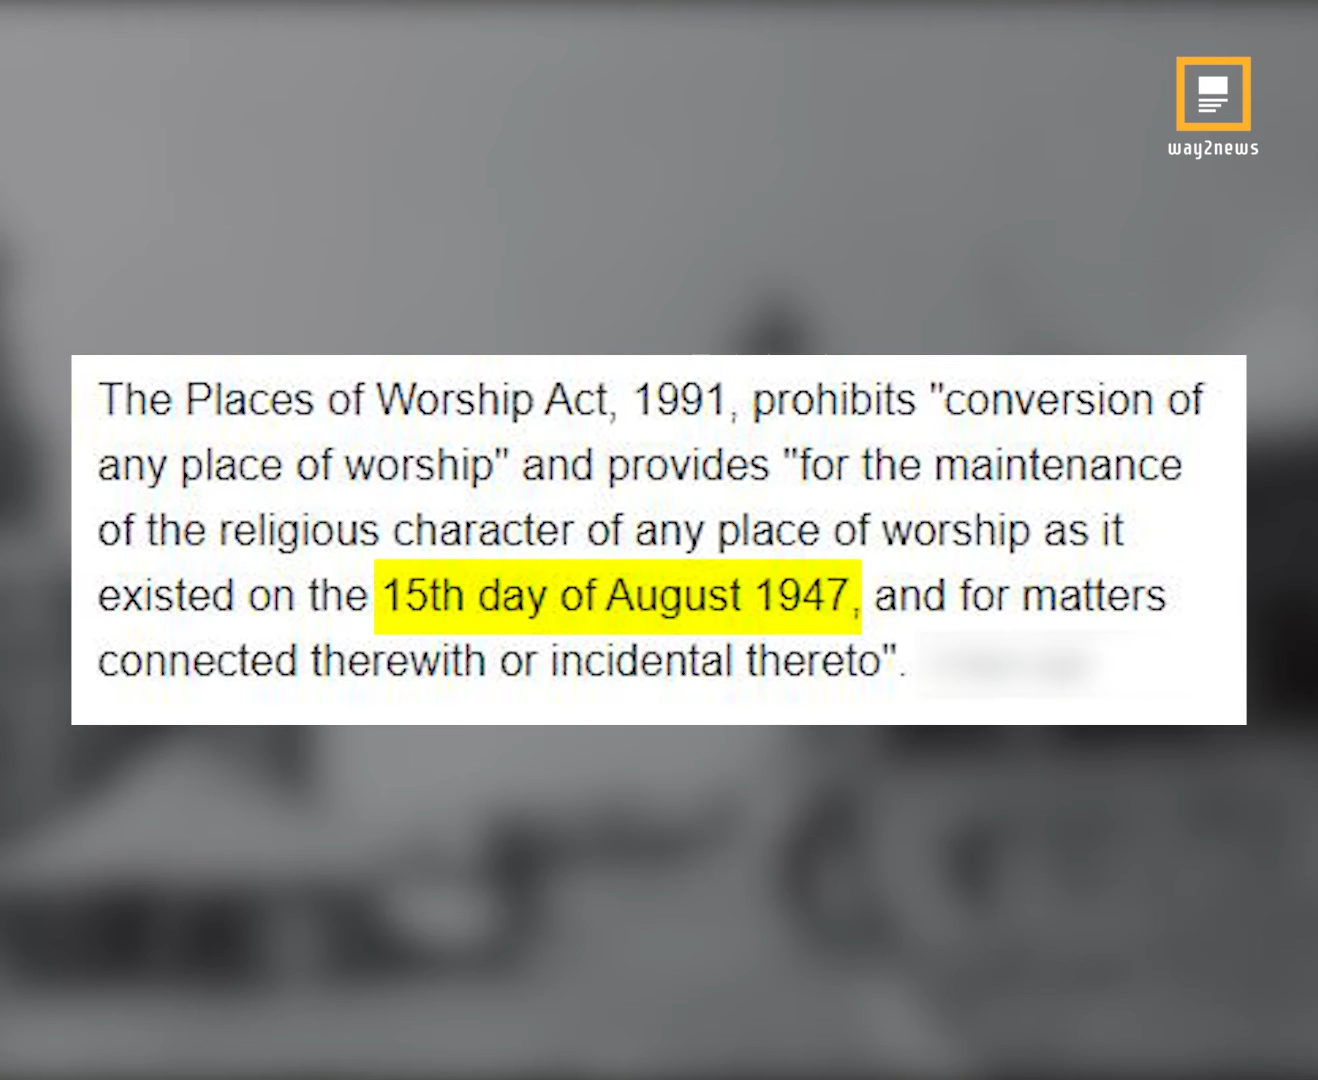 way2news
The Places of Worship Act, 1991, prohibits "conversion of
any place of worship" and provides "for the maintenance
of the religious character of any place of worship as it
existed on the 15th day of August 1947, and for matters
connected therewith or incidental thereto".